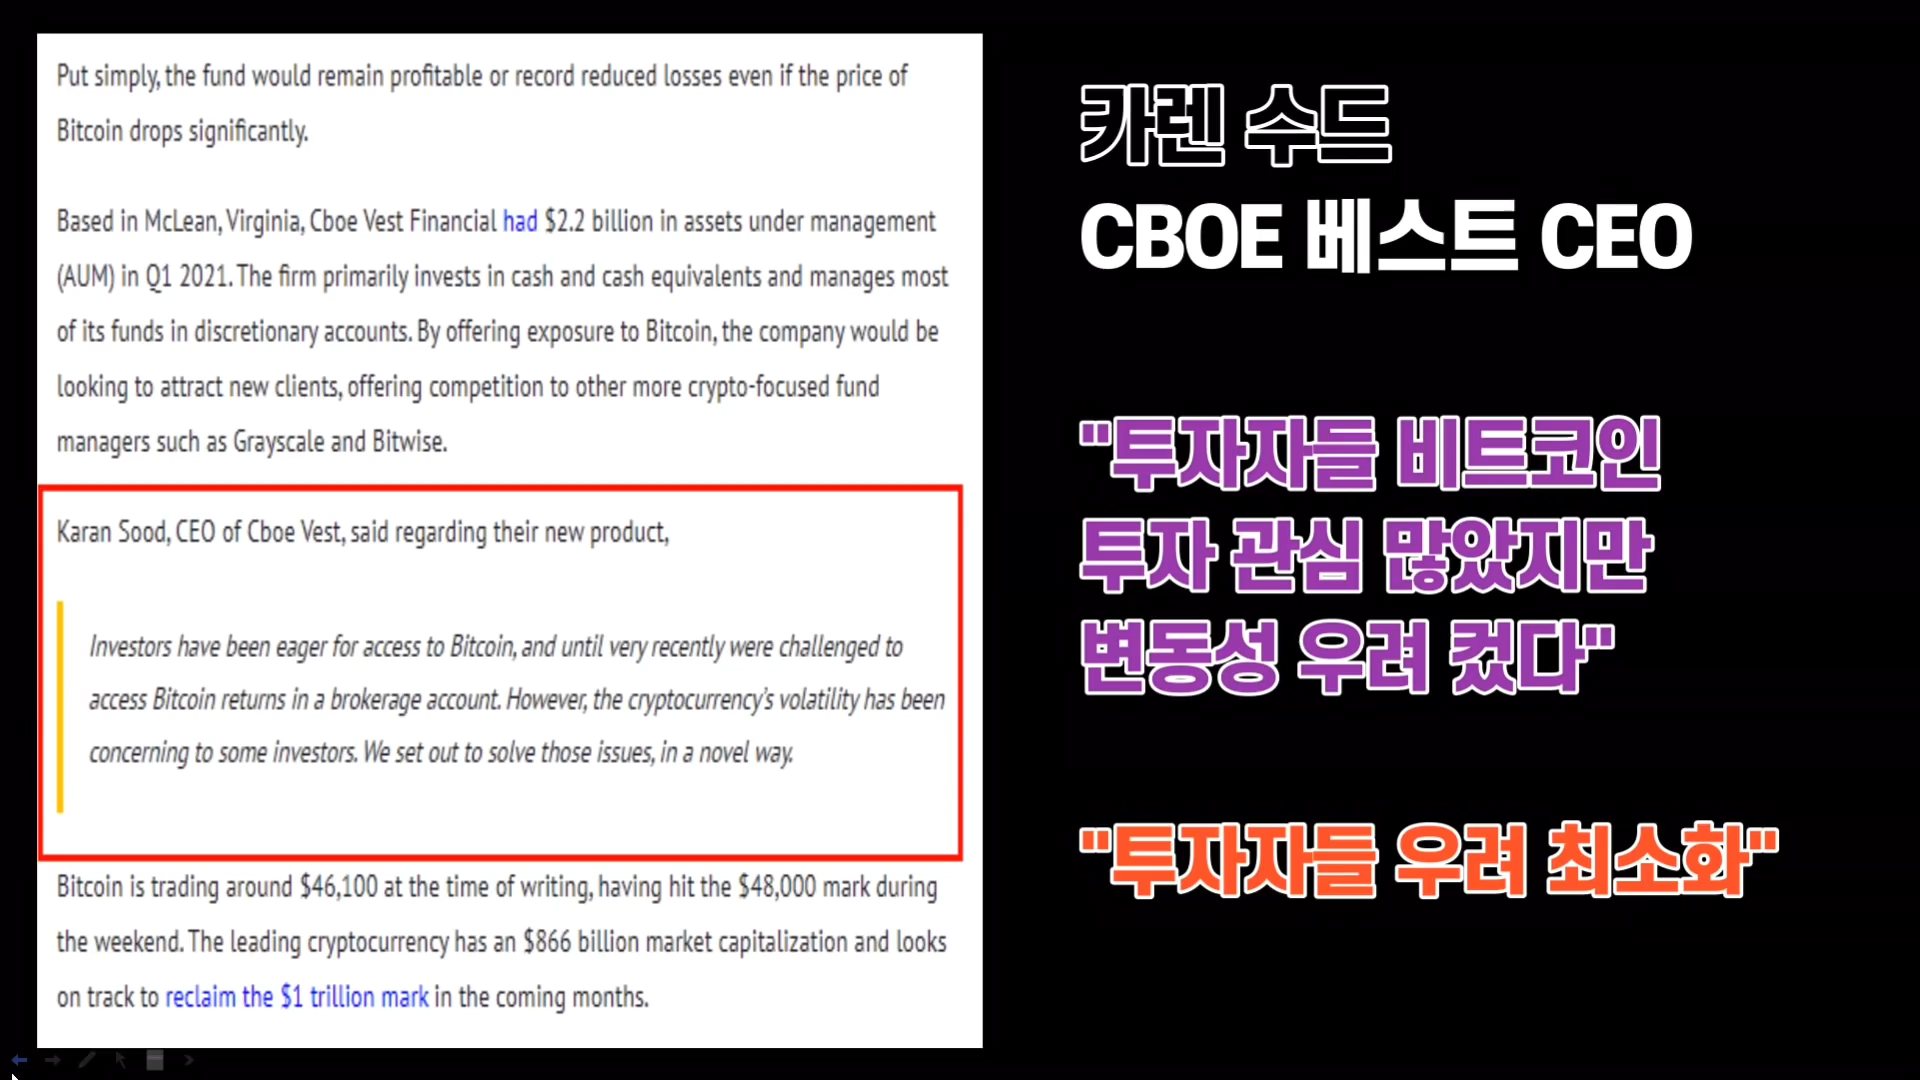 Put simply, the fund would remain profitable or record reduced losses even if the price of
Bitcoin drops significantly.
Based in McLean, Virginia, Cboe Vest Financial had $2.2 billion in assets under management
(AUM) in Q1 2021. The firm primarily invests in cash and cash equivalents and manages most
of its funds in discretionary accounts. By offering exposure to Bitcoin, the company would be
looking to attract new clients, offering competition to other more crypto-focused fund
managers such as Grayscale and Bitwise.
Karan Sood, CEO of Cboe Vest, said regarding their new product,
Investors have been eager for access to Bitcoin, and until very recently were challenged to
access Bitcoin returns in a brokerage account. However, the cryptocurrency's volatility has been
concerning to some investors. We set out to solve those issues, in a novel way.
Bitcoin is trading around $46,100 at the time of writing, having hit the $48,000 mark during
the weekend. The leading cryptocurrency has an $866 billion market capitalization and looks
on track to reclaim the $1 trillion mark in the coming months.
카렌 수드
CBOE 베스트 CEO
"투자자들 비트코인
투자 관심 많았지만
변동성 우려 컸다"
"투자자들 우려 최소화"